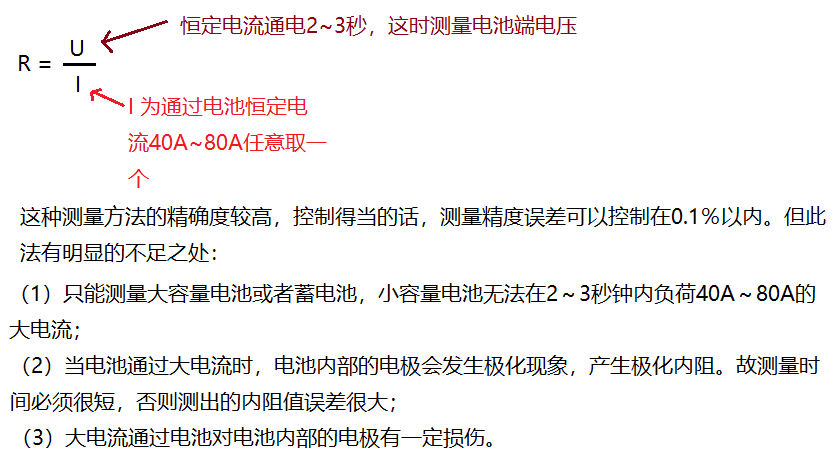 恒定电流通电2~3秒，这时测量电池端电压
R = U
I
I 为通过电池恒定电
流40A~80A任意取一
个
这种测量方法的精确度较高，控制得当的话，测量精度误差可以控制在0.1%以内。但此
法有明显的不足之处：
（1）只能测量大容量电池或者蓄电池，小容量电池无法在2～3秒钟内负荷40A～80A的
大电流；
（2）当电池通过大电流时，电池内部的电极会发生极化现象，产生极化内阻。故测量时
间必须很短，否则测出的内阻值误差很大；
（3）大电流通过电池对电池内部的电极有一定损伤。